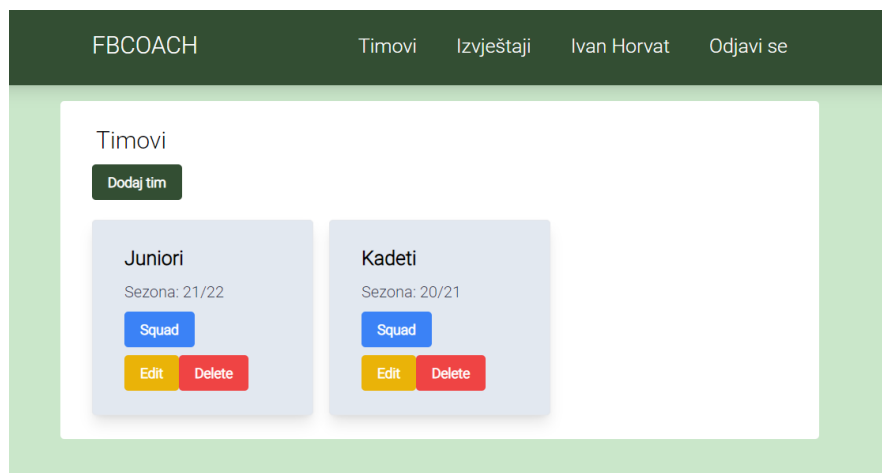 FBCOACH Timovi Izvještaji Ivan Horvat Odjavi se
Timovi
Dodaj tim
Juniori
Sezona: 21/22
Squad
Edit Delete
Kadeti
Sezona: 20/21
Squad
Edit Delete